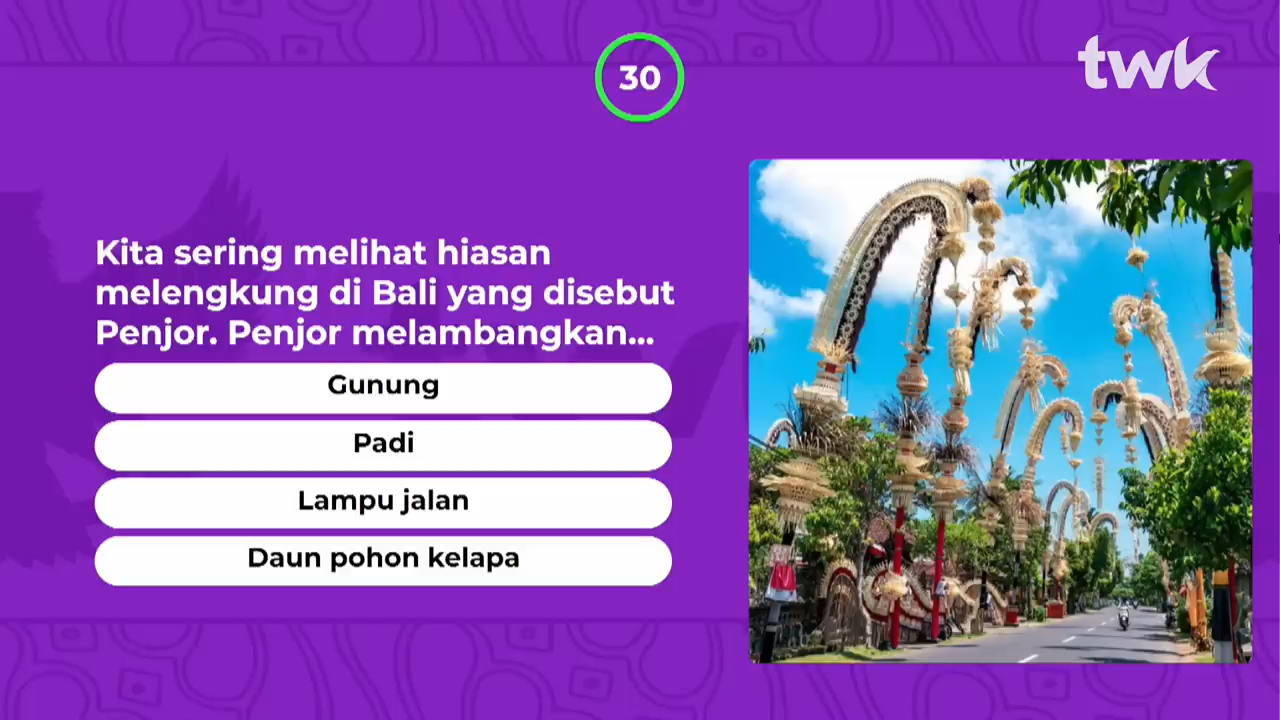 30
twk
Kita sering melihat hiasan
melengkung di Bali yang disebut
Penjor. Penjor melambangkan...
Gunung
Padi
Lampu jalan
Daun pohon kelapa